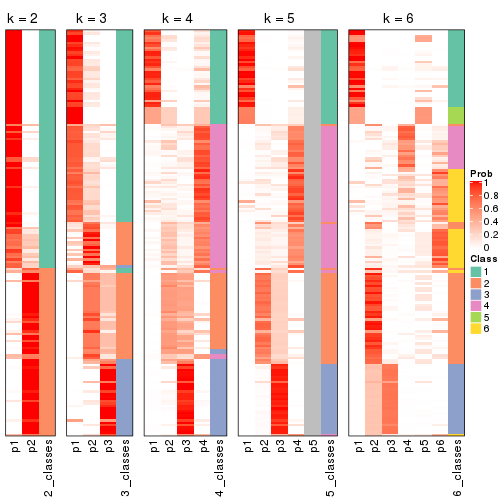 k = 2
k = 3
k = 4
k = 5
k = 6
p1
p2
2_classes
p1
p2
p3
3_classes
p1
p2
p3
p4
4_classes
p1
p2
p3
p4
p5
5_classes
p1
p2
p3
p4
p5
p6
6_classes
Prob
1
0.8
0.6
0.4
0.2
0
Class
1
2
3
4
5
6